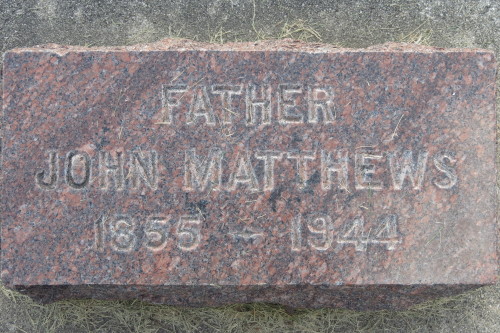 FATHER
JOHN MATTHEWS
1855 - 1944